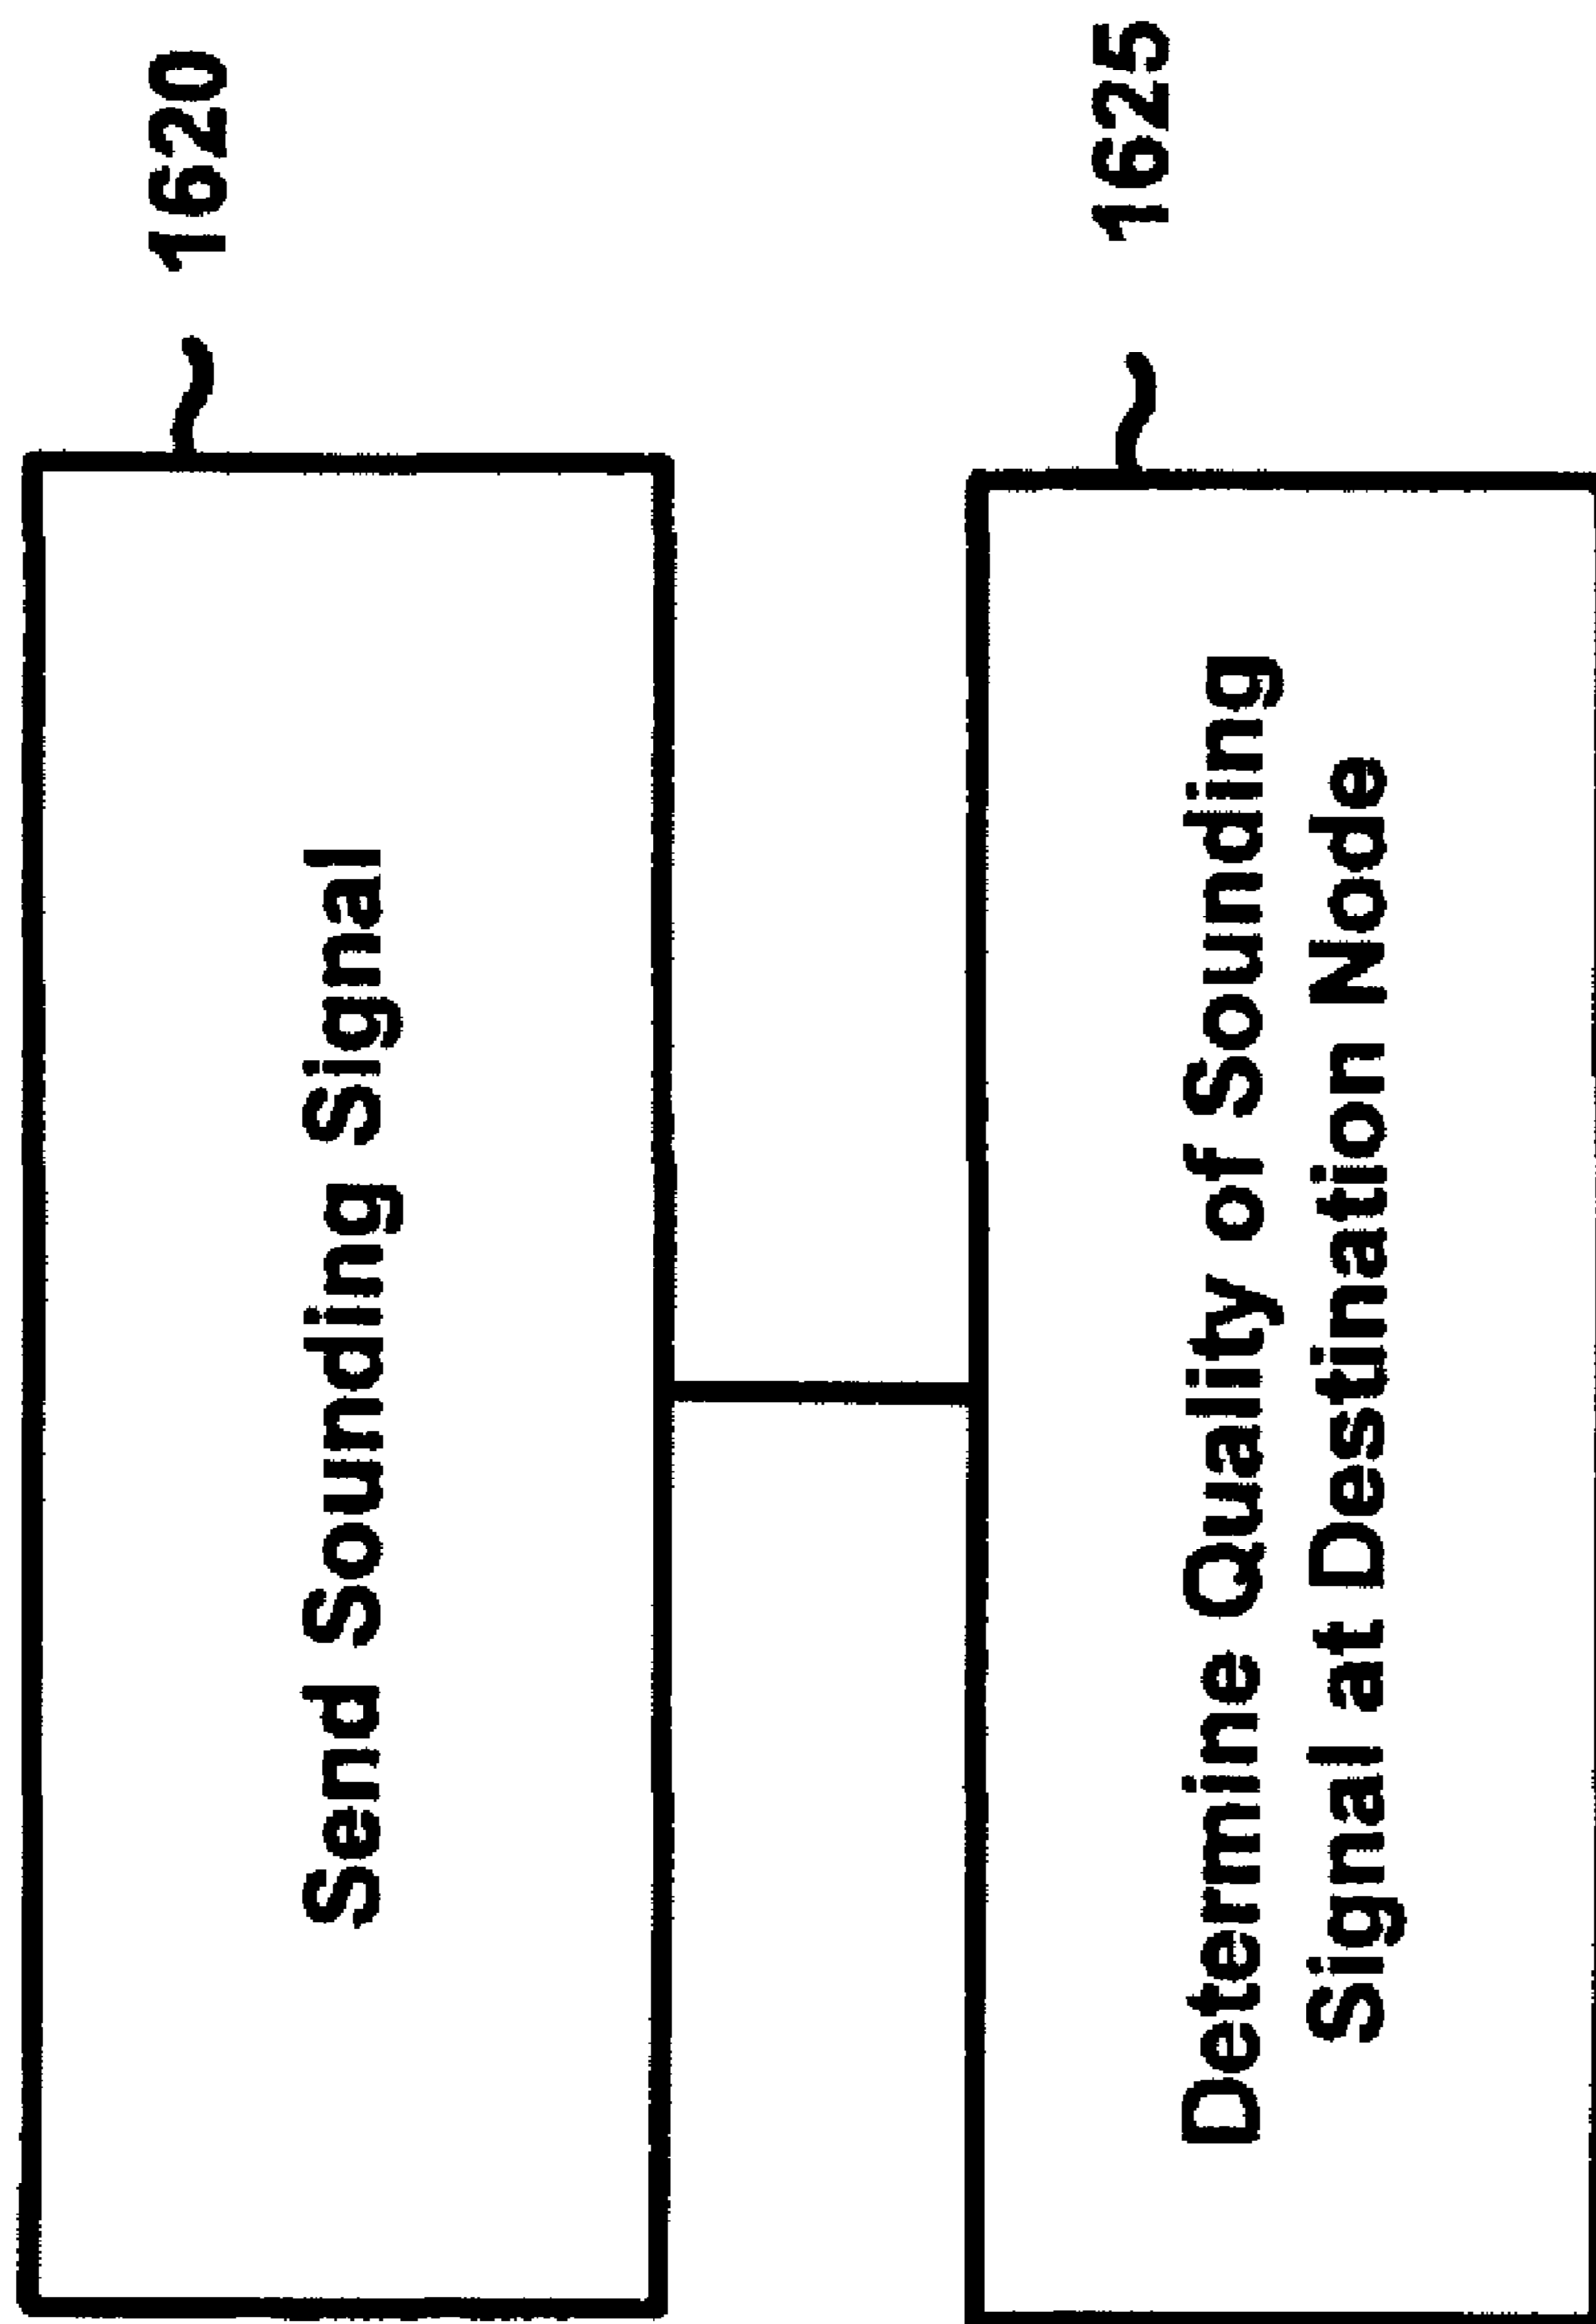 Send Sounding Signal
1620
Determine Quality of Sounding
Signal at Destination Node
1625